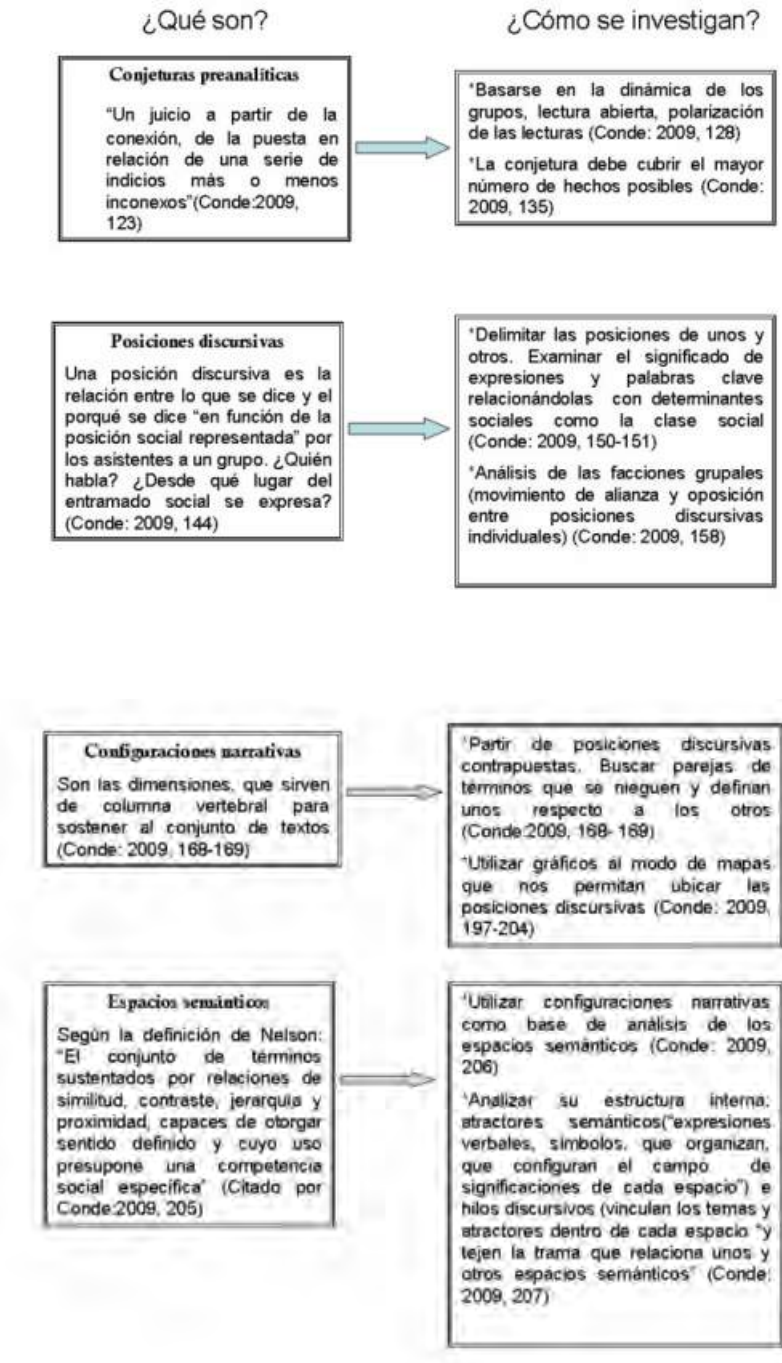 ¿Qué son?
¿Cómo se investigan?
Conjeturas preanalíticas
“Un juicio a partir de la
conexión, de la puesta en
relación de una serie de
indicios más o menos
inconexos”(Conde:2009,
123)
*Basarse en la dinámica de los
grupos, lectura abierta, polarización
de las lecturas (Conde: 2009, 128)
*La conjetura debe cubrir el mayor
número de hechos posibles (Conde:
2009, 135)
Posiciones discursivas
Una posición discursiva es la
relación entre lo que se dice y el
porqué se dice “en función de la
posición social representada” por
los asistentes a un grupo. ¿Quién
habla? ¿Desde qué lugar del
entramado social se expresa?
(Conde: 2009, 144)
*Delimitar las posiciones de unos y
otros. Examinar el significado de
expresiones y palabras clave
relacionándolas con determinantes
sociales como la clase social
(Conde: 2009, 150-151)
*Análisis de las facciones grupales
(movimiento de alianza y oposición
entre posiciones discursivas
individuales) (Conde: 2009, 158)
Configuraciones narrativas
Son las dimensiones, que sirven
de columna vertebral para
sostener al conjunto de textos
(Conde: 2009, 168-169)
*Partir de posiciones discursivas
contrapuestas. Buscar parejas de
términos que se nieguen y definan
unos respecto a los otros
(Conde:2009, 168- 169)
*Utilizar gráficos al modo de mapas
que nos permitan ubicar las
posiciones discursivas (Conde: 2009,
197-204)
Espacios semánticos
Según la definición de Nelson:
“El conjunto de términos
sustentados por relaciones de
similitud, contraste, jerarquía y
proximidad, capaces de otorgar
sentido definido y cuyo uso
presupone una competencia
social específica” (Citado por
Conde:2009, 205)
*Utilizar configuraciones narrativas
como base de análisis de los
espacios semánticos (Conde: 2009,
206)
*Analizar su estructura interna:
atractores semánticos(“expresiones
verbales, símbolos, que organizan,
que configuran el campo de
significaciones de cada espacio”) e
hilos discursivos (vinculan los temas y
atractores dentro de cada espacio “y
tejen la trama que relaciona unos y
otros espacios semánticos” (Conde:
2009, 207)